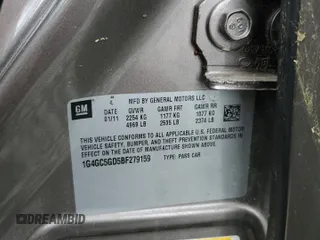 GM
MFD BY GENERAL MOTORS LLC
01/11 GVWR GAWR FRT GAWR RR
2254 KG 1177 KG 1077 KG
4969 LB 2595 LB 2374 LB
THIS VEHICLE CONFORMS TO ALL APPLICABLE U.S. FEDERAL MOTOR
VEHICLE SAFETY, BUMPER, AND THEFT PREVENTION
STANDARDS IN EFFECT ON THE DATE OF MANUFACTURE
SHOWN ABOVE.
1G4GC5GD5BF279159 TYPE: PASS CAR
DREAMBID